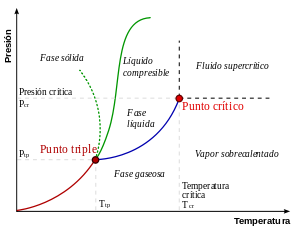 Presión
Fase sólida
Líquido
compresible
Fluido supercrítico
Presión crítica
Pcr
Punto crítico
Fase
líquida
Ptp
Punto triple
Vapor sobrecalentado
Fase gaseosa
Temperatura
crítica
Tcr
Ttp
Temperatura